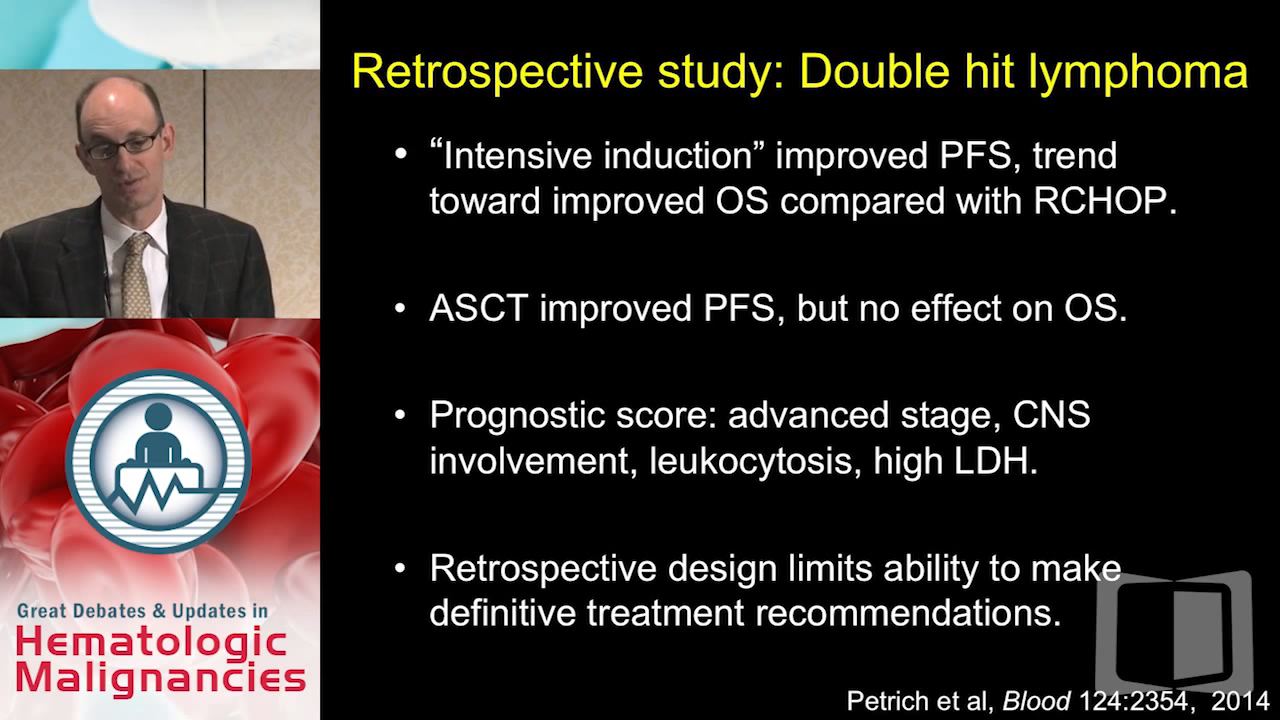 Retrospective study: Double hit lymphoma
• “Intensive induction” improved PFS, trend
toward improved OS compared with RCHOP.
• ASCT improved PFS, but no effect on OS.
• Prognostic score: advanced stage, CNS
involvement, leukocytosis, high LDH.
• Retrospective design limits ability to make
definitive treatment recommendations.
Petrich et al, Blood 124:2354, 2014
Great Debates & Updates in
Hematologic
Malignancies